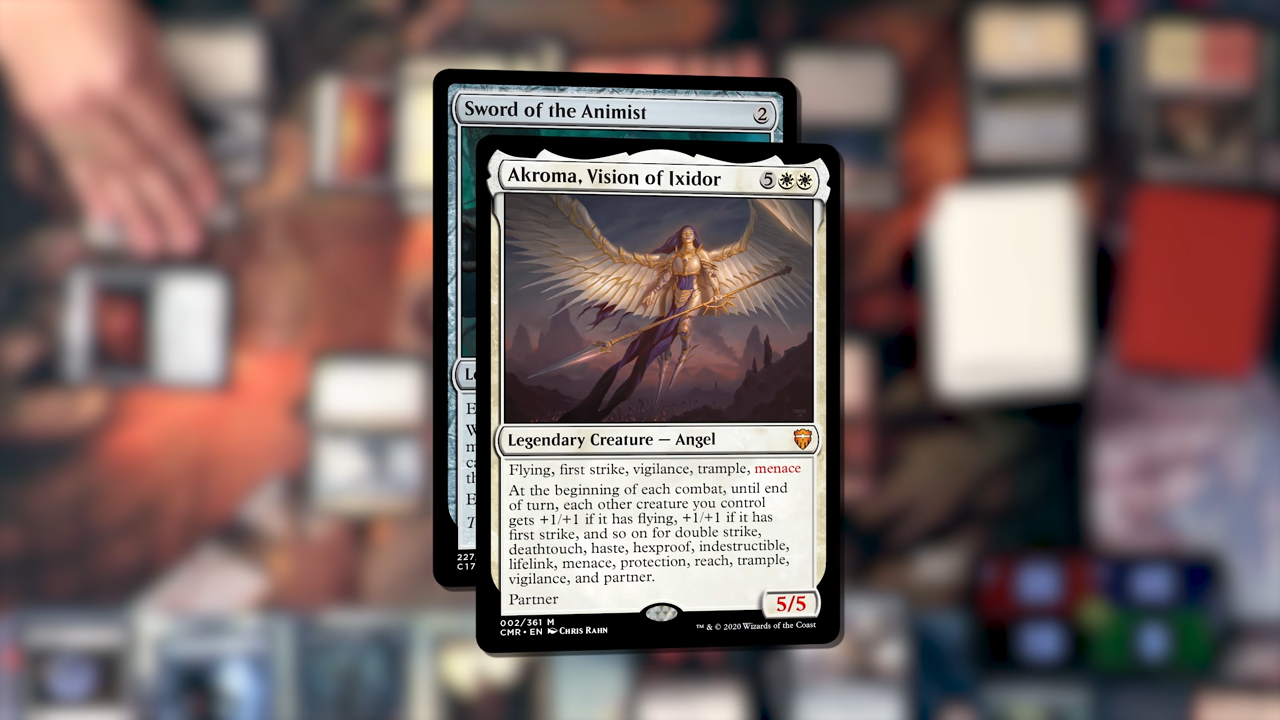 Sword of the Animist 2
Akroma, Vision of Ixidor 5
Legendary Creature — Angel
Flying, first strike, vigilance, trample, menace
At the beginning of each combat, until end
of turn, each other creature you control
gets +1/+1 if it has flying, +1/+1 if it has
first strike, and so on for double strike,
deathtouch, haste, hexproof, indestructible,
lifelink, menace, protection, reach, trample,
vigilance, and partner.
Partner
5/5
002/361 M
CMR • EN Chris Rahn
™ & © 2020 Wizards of the Coast
227
C17